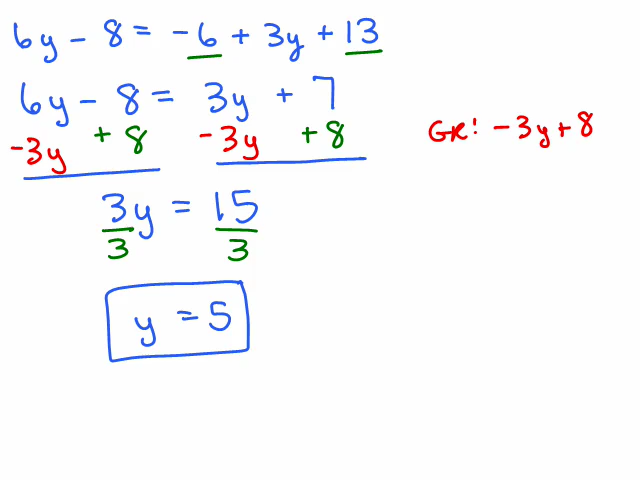 6y - 8 = -6 + 3y + 13
6y - 8 = 3y + 7
-3y + 8 -3y + 8
GR! -3y + 8
3y = 15
3 3
y = 5